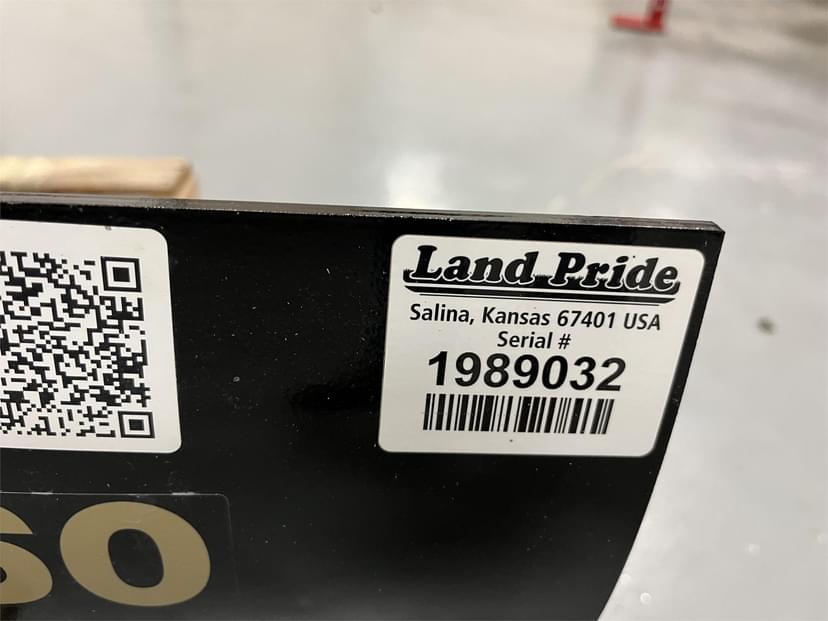 Land Pride
Salina, Kansas 67401 USA
Serial #
1989032